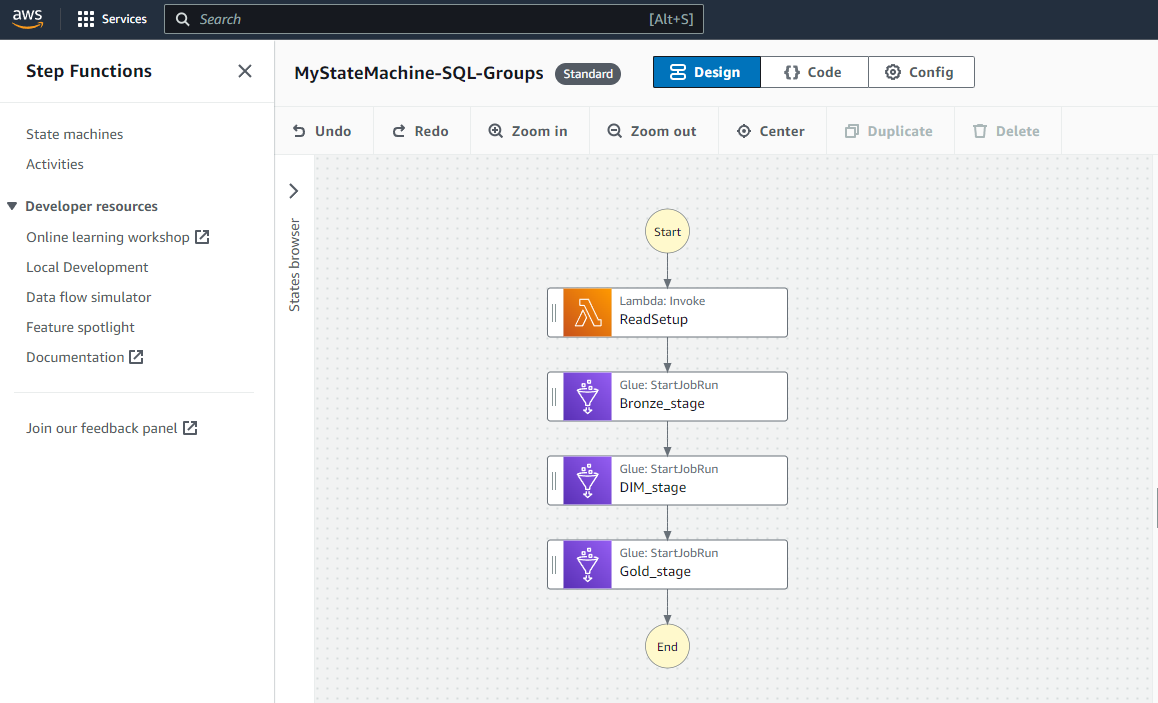 aws
Services
Search
[Alt+S]
Step Functions
State machines
Activities
Developer resources
Online learning workshop
Local Development
Data flow simulator
Feature spotlight
Documentation
Join our feedback panel
MyStateMachine-SQL-Groups
Standard
Design
{} Code
Config
Undo
Redo
Zoom in
Zoom out
Center
Duplicate
Delete
States browser
Start
Lambda: Invoke
ReadSetup
Glue: StartJobRun
Bronze_stage
Glue: StartJobRun
DIM_stage
Glue: StartJobRun
Gold_stage
End